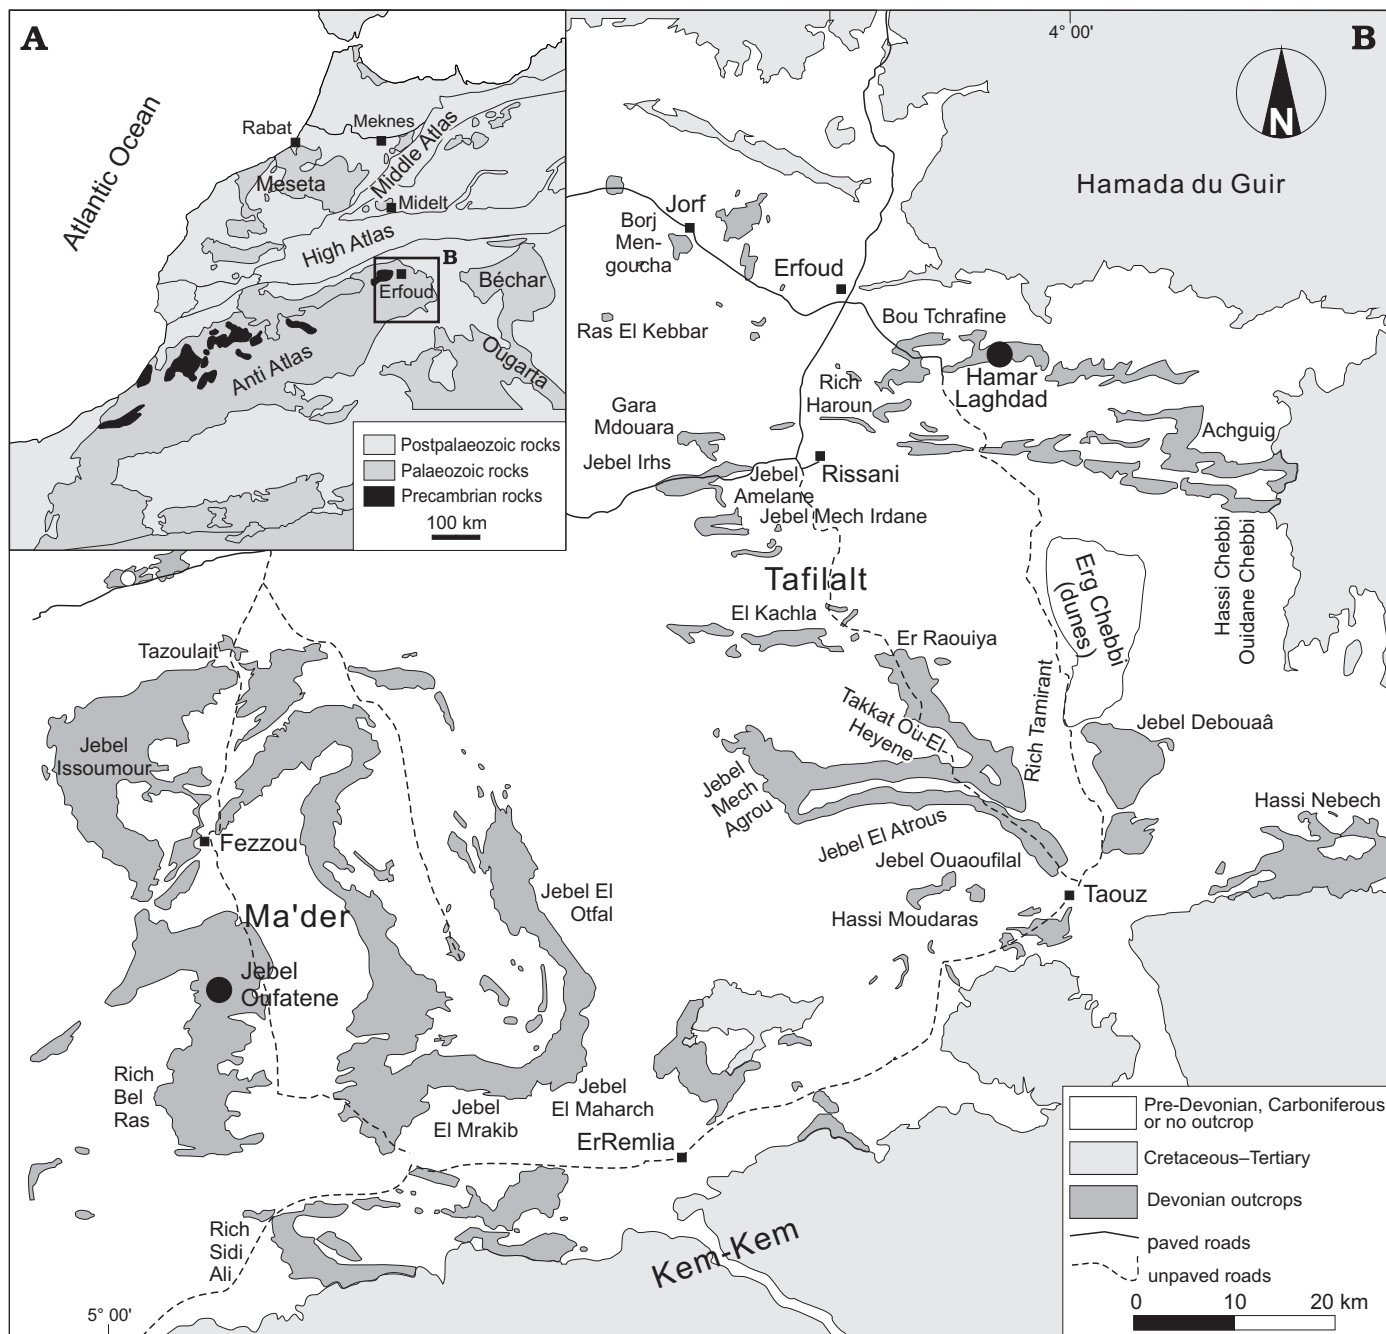 A
Atlantic Ocean
Rabat
Meknes
Middle Atlas
Meseta
Midelt
High Atlas
B
Erfoud
Béchar
Anti Atlas
Ougarta
Postpalaeozoic rocks
Palaeozoic rocks
Precambrian rocks
100 km
4° 00'
B
N
Hamada du Guir
Jorf
Borj
Men-
goucha
Erfoud
Ras El Kebbar
Bou Tchrafine
Hamar
Laghdad
Rich
Haroun
Gara
Mdouara
Achguig
Jebel Irhs
Rissani
Jebel
Amelane
Jebel Mech Irdane
Hassi Chebbi
Ouidane Chebbi
Tafilalt
Erg Chebbi
(dunes)
El Kachla
Er Raouiya
Tazoulait
Rich Tamirant
Takkat Ou-El-
Heyene
Jebel Debouaâ
Jebel
Issoumour
Jebel
Mech
Agrou
Hassi Nebech
Jebel El Atrous
Fezzou
Jebel Ouaoufilal
Jebel El
Otfal
Taouz
Ma'der
Hassi Moudaras
Jebel
Oufatene
Rich
Bel
Ras
Jebel
El Maharch
Jebel
El Mrakib
ErRemlia
Rich
Sidi
Ali
Kem-Kem
5° 00'
Pre-Devonian, Carboniferous
or no outcrop
Cretaceous–Tertiary
Devonian outcrops
paved roads
unpaved roads
0 10 20 km